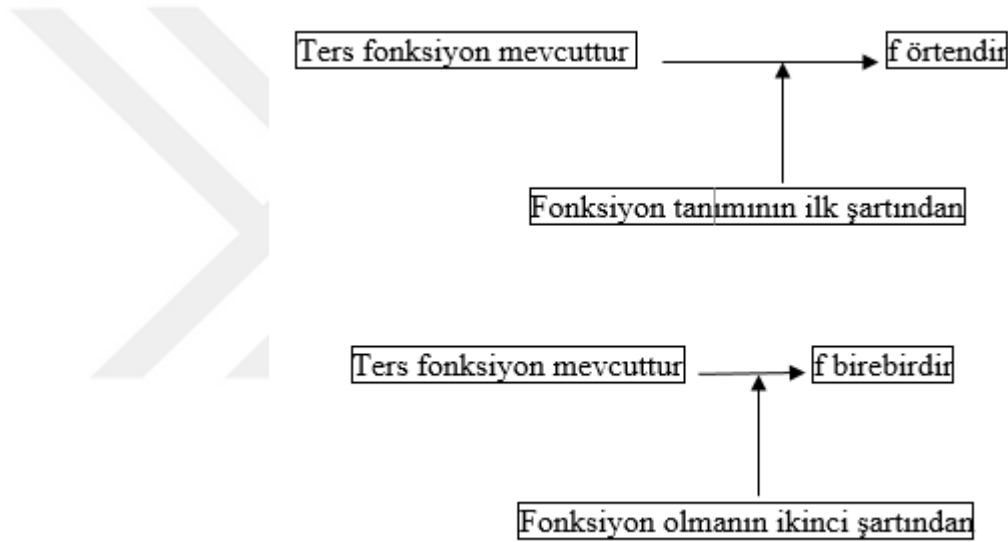 Ters fonksiyon mevcuttur
f örtendir
Fonksiyon tanımının ilk şartından
Ters fonksiyon mevcuttur
f birebirdir
Fonksiyon olmanın ikinci şartından